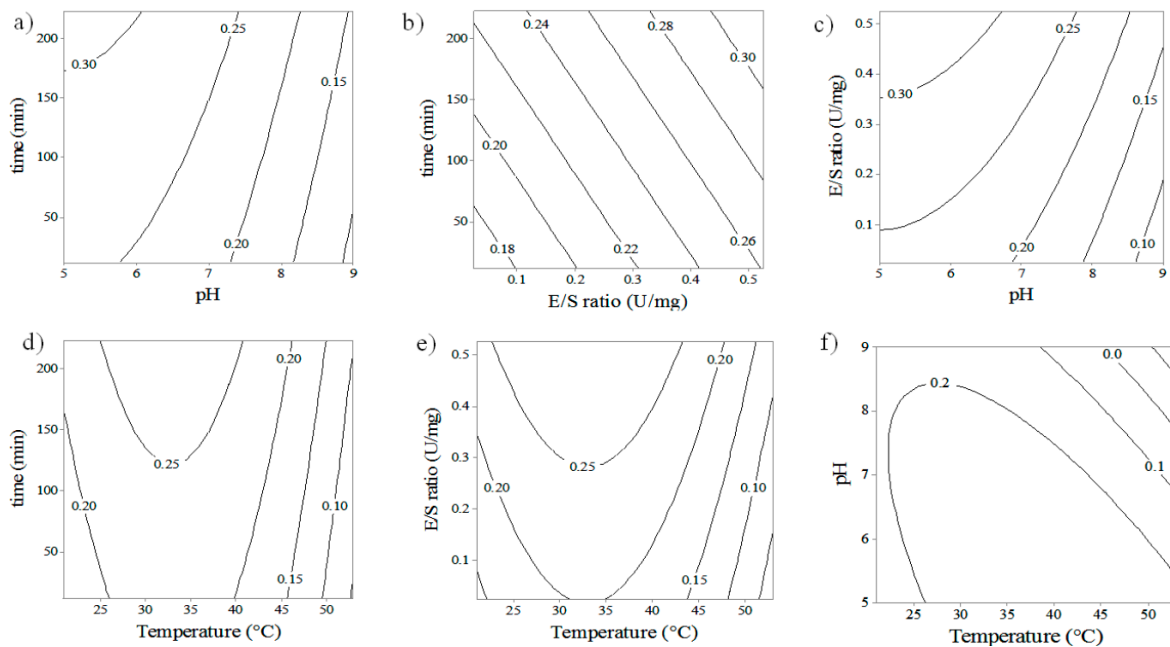 a)
time (min)
200
150
100
50
0.30
0.25
0.20
0.15
5 6 7 8 9
pH
b)
time (min)
200
150
100
50
0.24
0.28
0.30
0.20
0.18
0.22
0.26
0.1 0.2 0.3 0.4 0.5
E/S ratio (U/mg)
c)
E/S ratio (U/mg)
0.5
0.4
0.3
0.2
0.1
0.25
0.30
0.15
0.20
0.10
5 6 7 8 9
pH
d)
time (min)
200
150
100
50
0.20
0.25
0.20
0.10
0.15
25 30 35 40 45 50
Temperature (°C)
e)
E/S ratio (U/mg)
0.5
0.4
0.3
0.2
0.1
0.20
0.25
0.20
0.10
0.15
25 30 35 40 45 50
Temperature (°C)
f)
pH
9
8
7
6
5
0.0
0.2
0.1
25 30 35 40 45 50
Temperature (°C)